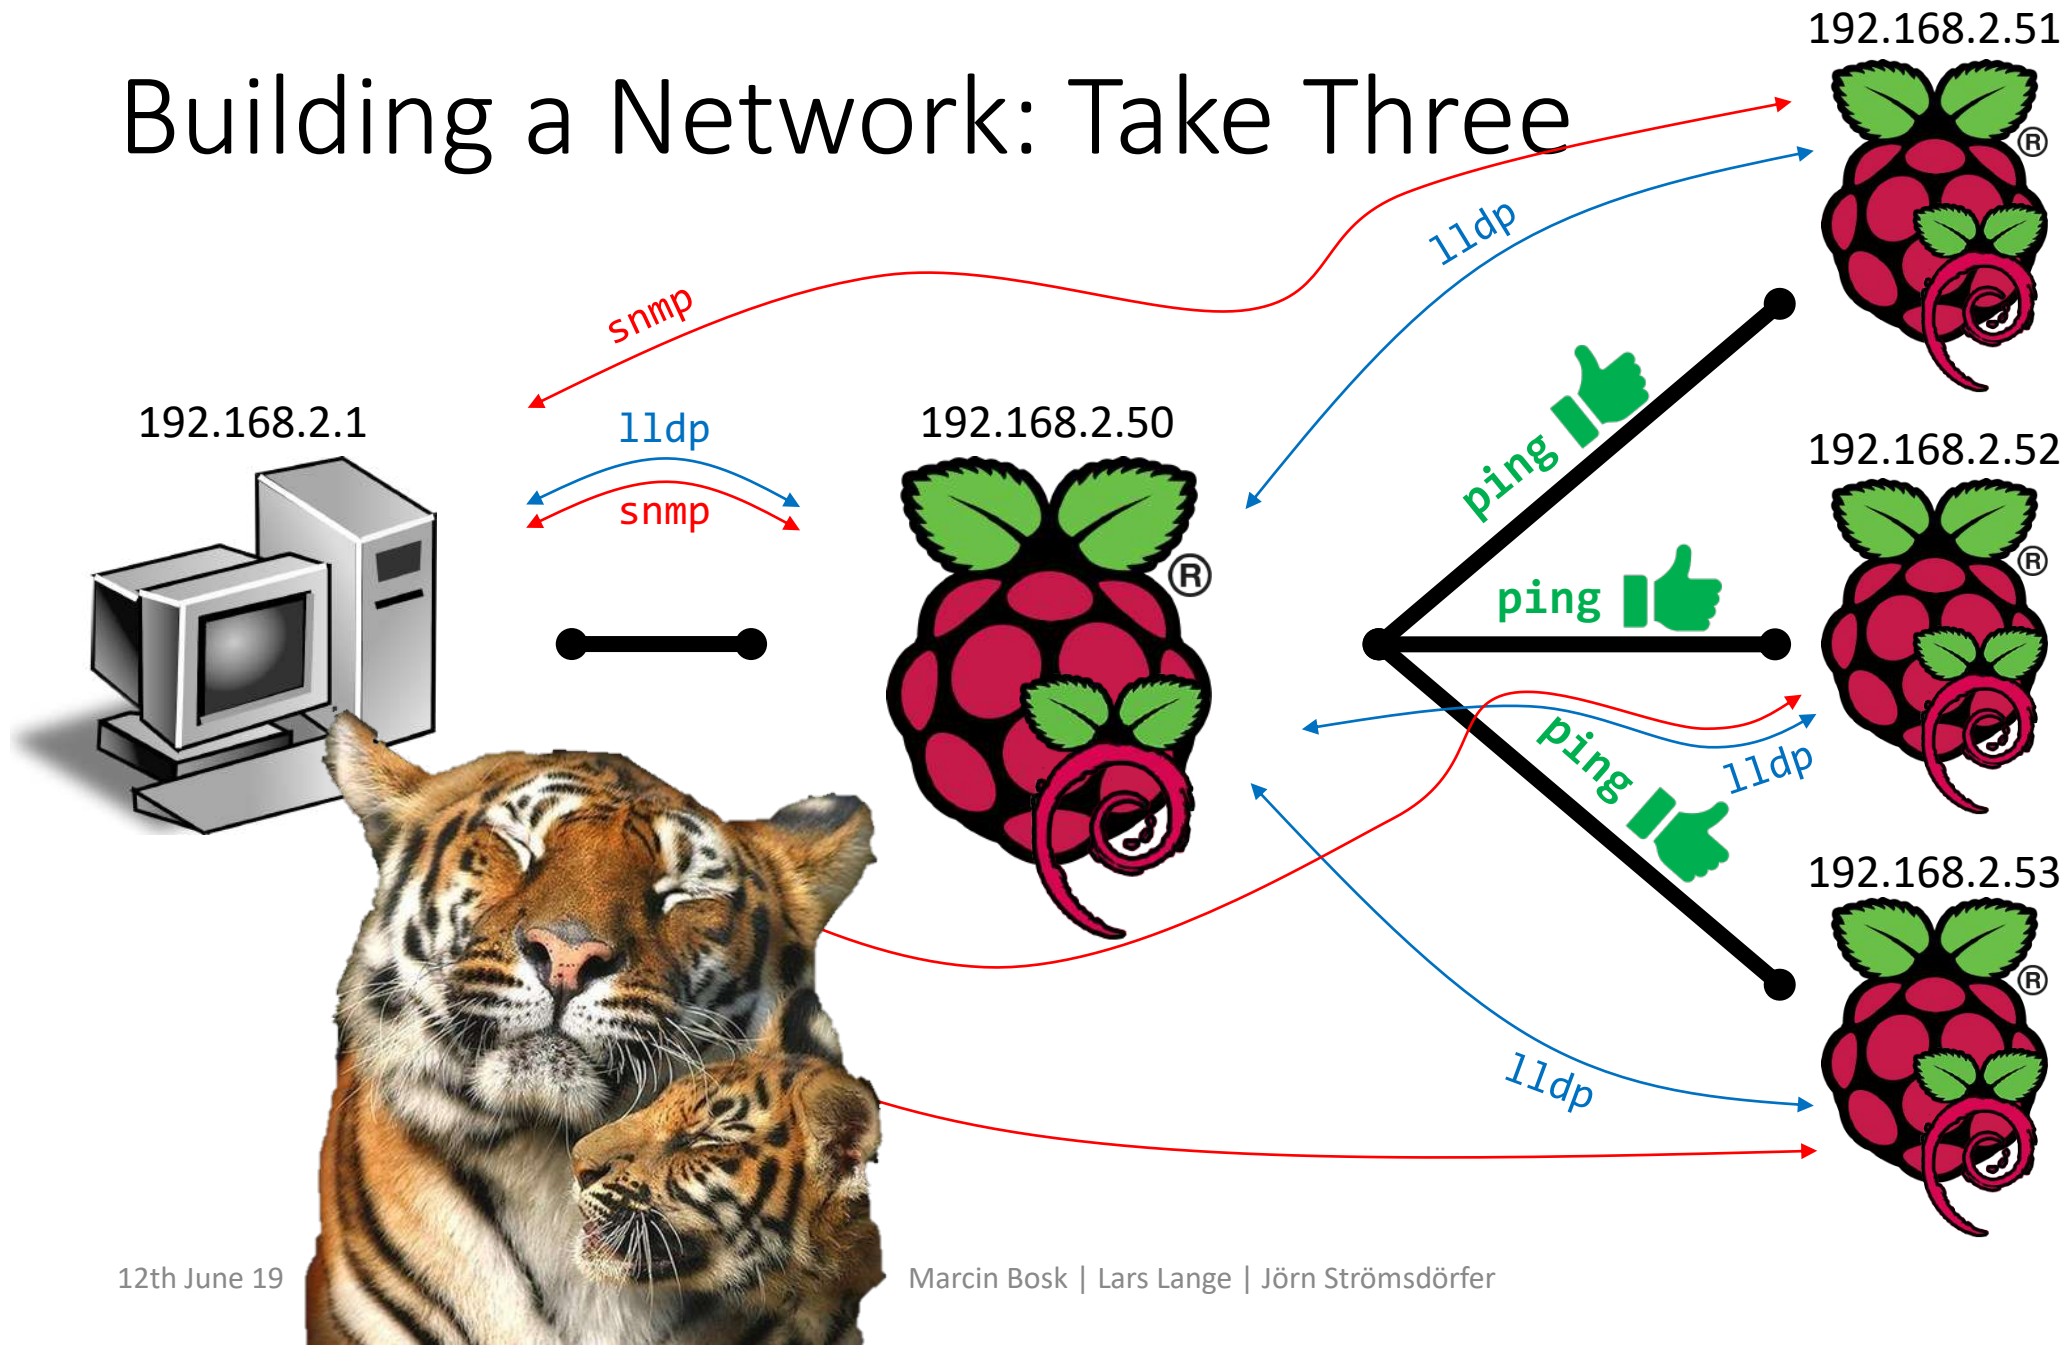 192.168.2.51
Building a Network: Take Three
®
lldp
snmp
192.168.2.1
lldp
snmp
192.168.2.50
®
ping
192.168.2.52
®
ping
ping
lldp
192.168.2.53
®
lldp
12th June 19
Marcin Bosk | Lars Lange | Jörn Strömsdörfer